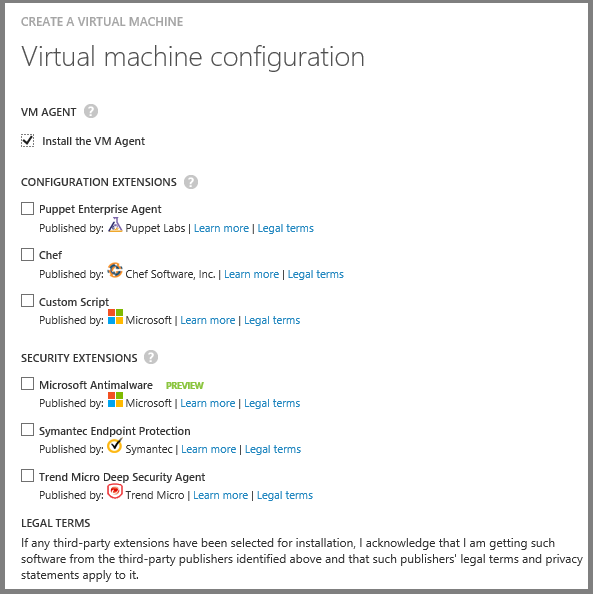 CREATE A VIRTUAL MACHINE
Virtual machine configuration
VM AGENT ?
Install the VM Agent
CONFIGURATION EXTENSIONS ?
Puppet Enterprise Agent
Published by: Puppet Labs | Learn more | Legal terms
Chef
Published by: Chef Software, Inc. | Learn more | Legal terms
Custom Script
Published by: Microsoft | Learn more | Legal terms
SECURITY EXTENSIONS ?
Microsoft Antimalware PREVIEW
Published by: Microsoft | Learn more | Legal terms
Symantec Endpoint Protection
Published by: Symantec | Learn more | Legal terms
Trend Micro Deep Security Agent
Published by: Trend Micro | Learn more | Legal terms
LEGAL TERMS
If any third-party extensions have been selected for installation, I acknowledge that I am getting such
software from the third-party publishers identified above and that such publishers' legal terms and privacy
statements apply to it.